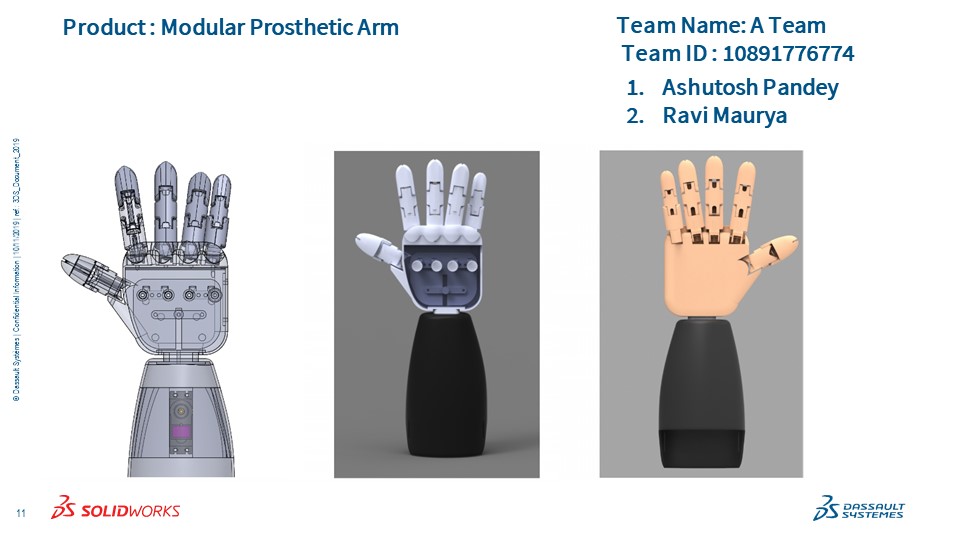 Product : Modular Prosthetic Arm
Team Name: A Team
Team ID : 10891776774
1. Ashutosh Pandey
2. Ravi Maurya
© Dassault Systèmes | Confidential Information | 10/11/2019 | ref.: 3DS_Document_2019
11
SOLIDWORKS
DASSAULT
SYSTEMES